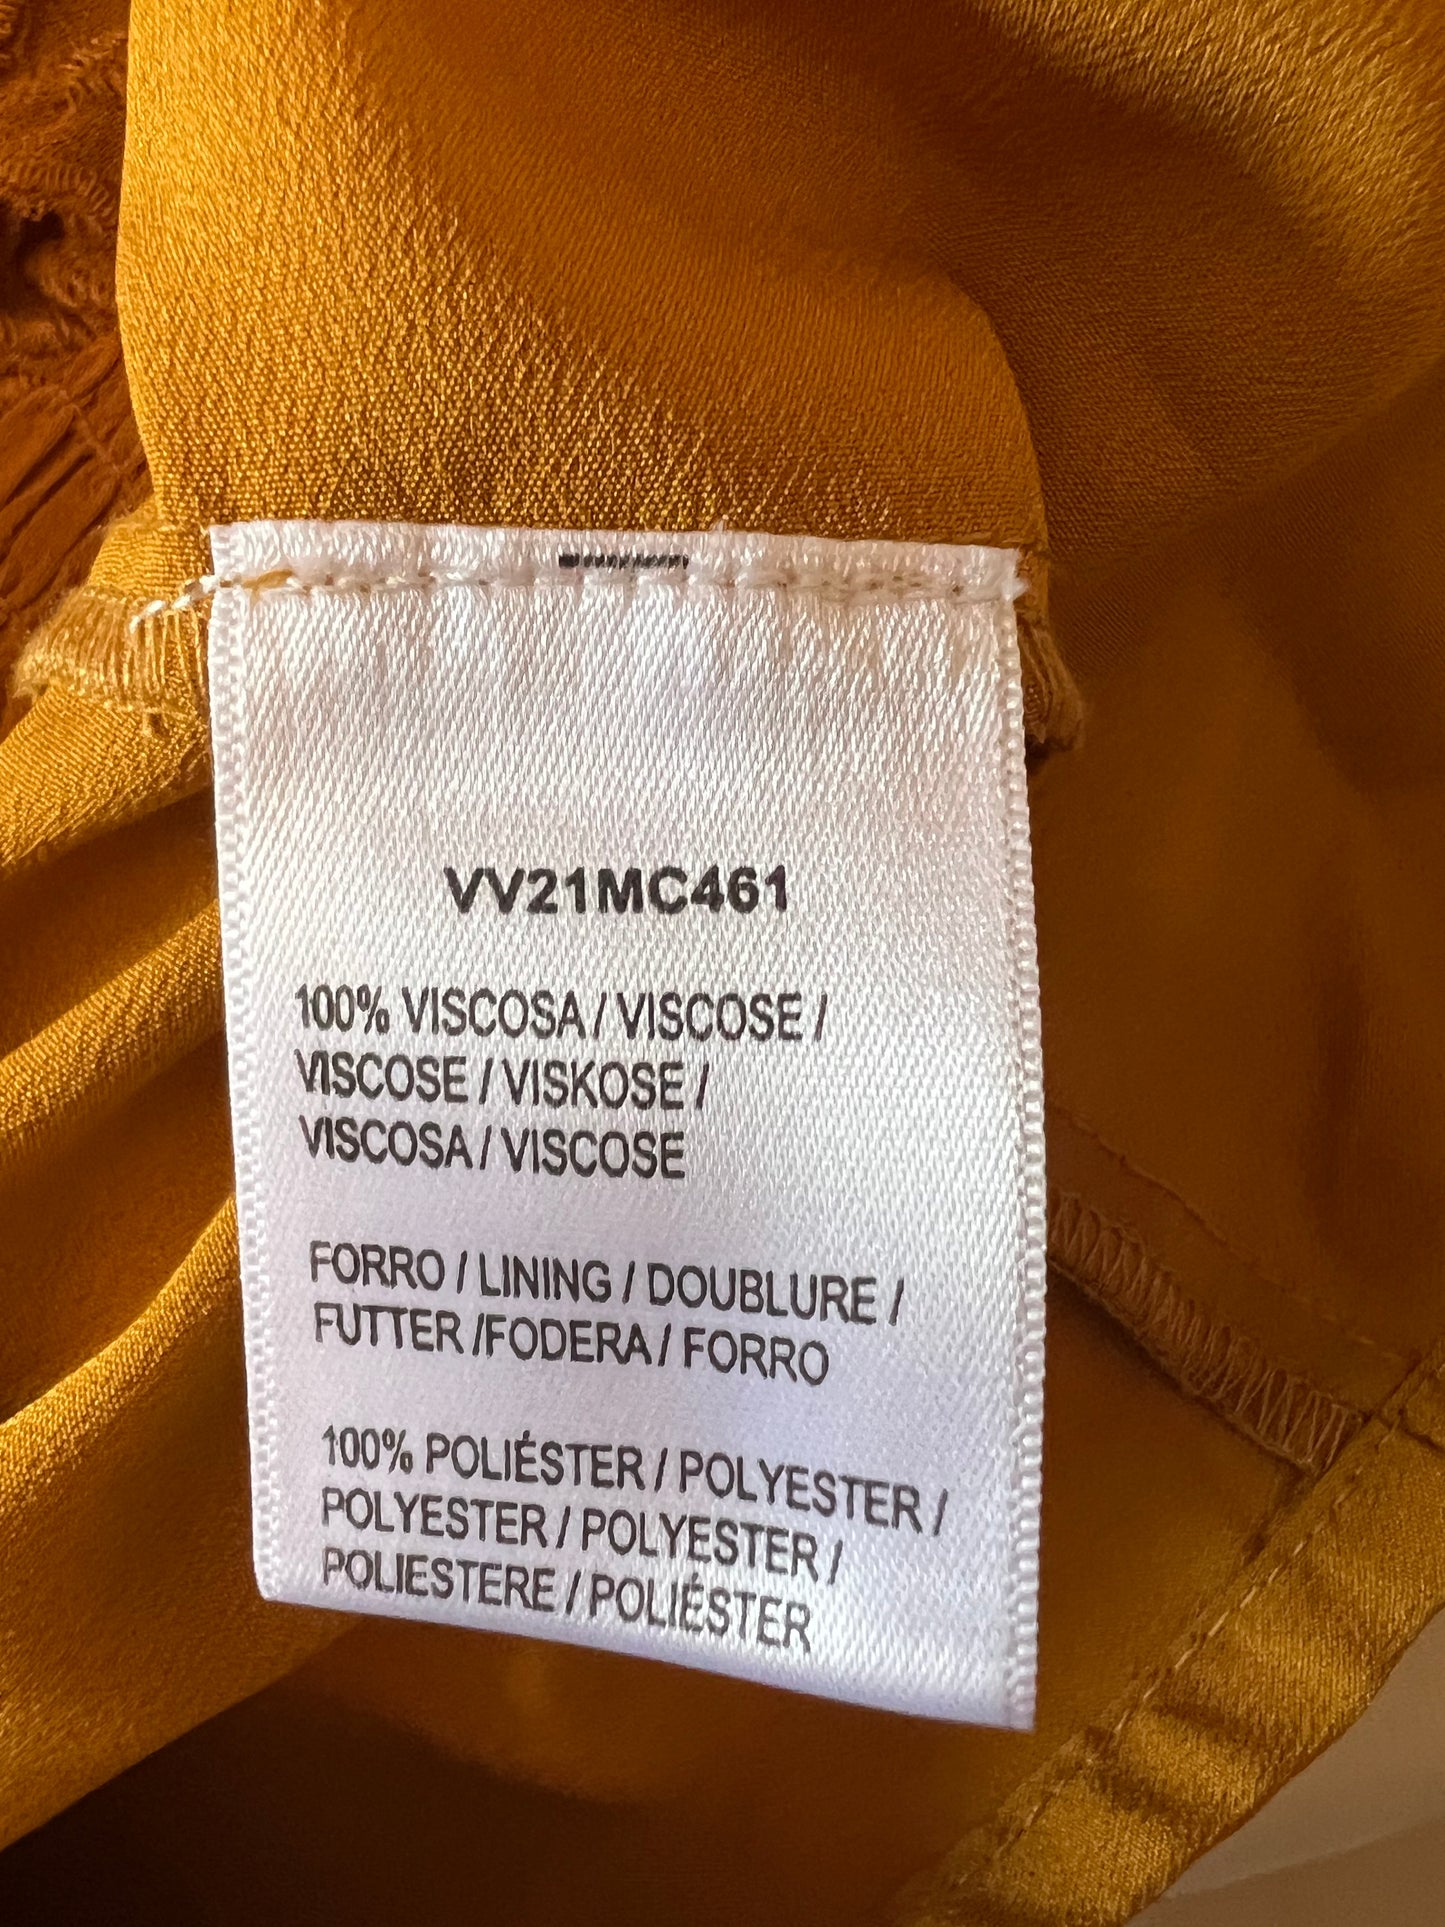 VV21MC461
100% VISCOSA / VISCOSE /
VISCOSE / VISKOSE /
VISCOSA / VISCOSE
FORRO / LINING / DOUBLURE /
FUTTER /FODERA / FORRO
100% POLIÉSTER / POLYESTER /
POLYESTER / POLYESTER /
POLIESTERE / POLIÉSTER